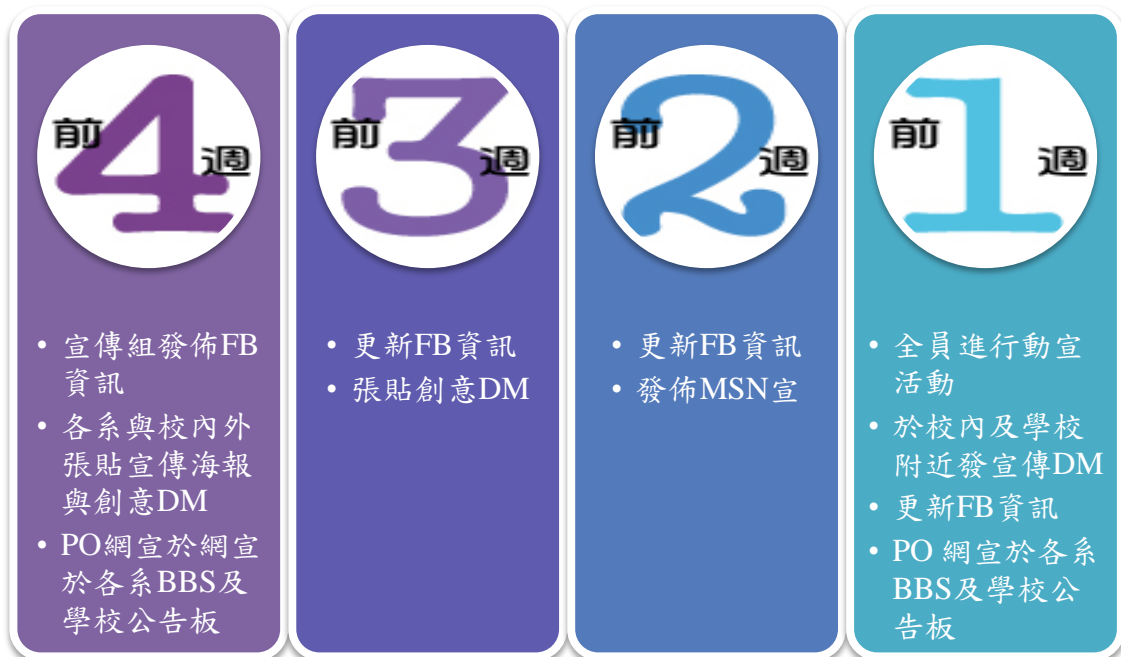 前4週
• 宣傳組發佈FB
資訊
• 各系與校內外
張貼宣傳海報
與創意DM
• PO網宣於網宣
於各系BBS及
學校公告板
前3週
• 更新FB資訊
• 張貼創意DM
前2週
• 更新FB資訊
• 發佈MSN宣
前1週
• 全員進行動宣
活動
• 於校內及學校
附近發宣傳DM
• 更新FB資訊
• PO 網宣於各系
BBS及學校公
告板